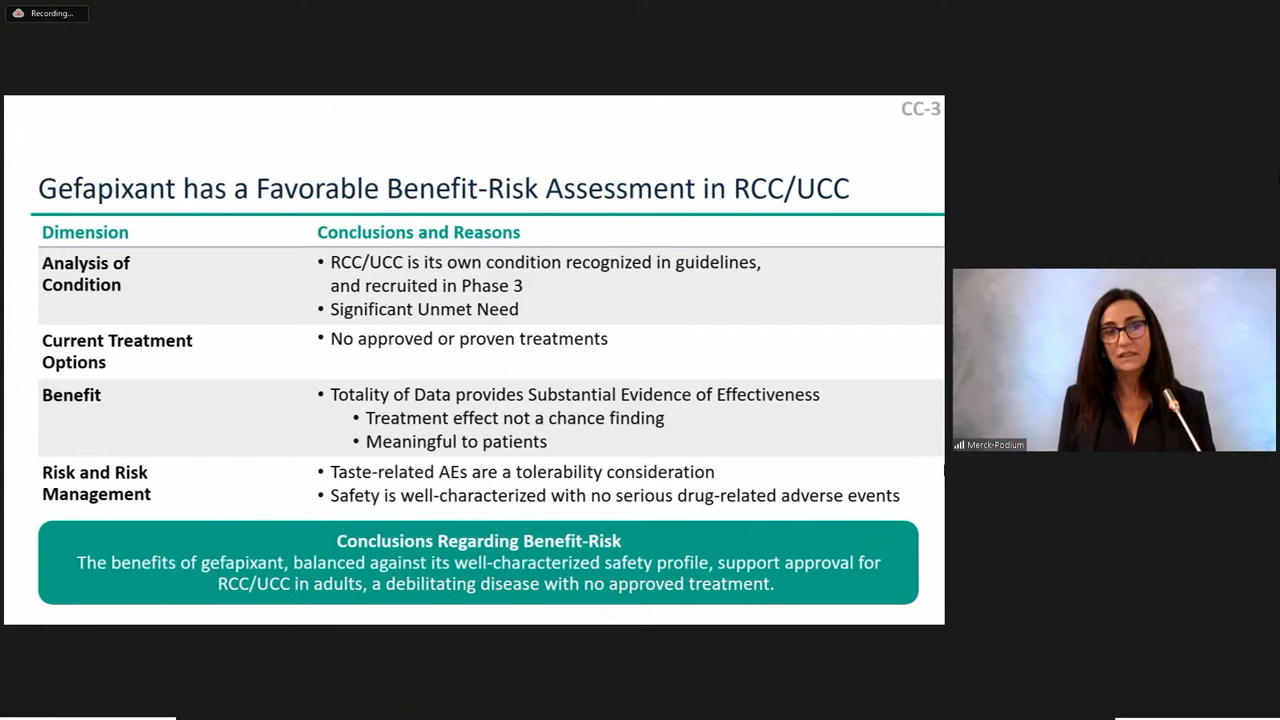 Recording...
CC-3
Gefapixant has a Favorable Benefit-Risk Assessment in RCC/UCC
Dimension
Conclusions and Reasons
Analysis of
Condition
• RCC/UCC is its own condition recognized in guidelines,
and recruited in Phase 3
• Significant Unmet Need
Current Treatment
Options
• No approved or proven treatments
Benefit
• Totality of Data provides Substantial Evidence of Effectiveness
• Treatment effect not a chance finding
• Meaningful to patients
Risk and Risk
Management
• Taste-related AEs are a tolerability consideration
• Safety is well-characterized with no serious drug-related adverse events
Conclusions Regarding Benefit-Risk
The benefits of gefapixant, balanced against its well-characterized safety profile, support approval for
RCC/UCC in adults, a debilitating disease with no approved treatment.
Merck-Podium